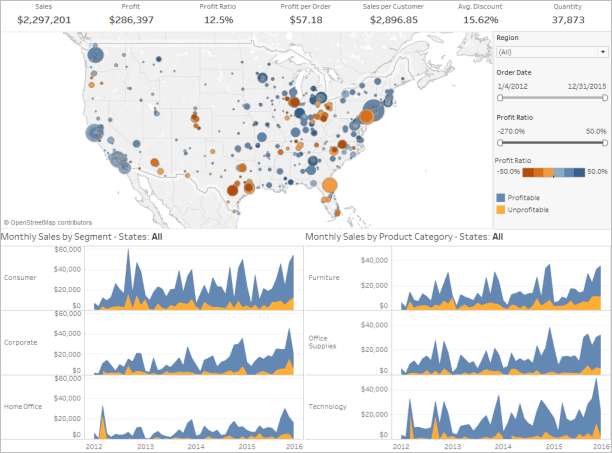 Sales Profit Profit Ratio Profit per Order Sales per Customer Avg. Discount Quantity
$2,297,201 $286,397 12.5% $57.18 $2,896.85 15.62% 37,873
Region
(All)
Order Date
1/4/2012 12/31/2015
Profit Ratio
-270.0% 50.0%
Profit Ratio
-50.0% 50.0%
Profitable
Unprofitable
© OpenStreetMap contributors
Monthly Sales by Segment - States: All
Consumer
$60,000
$40,000
$20,000
$0
Corporate
$60,000
$40,000
$20,000
$0
Home Office
$60,000
$40,000
$20,000
$0
2012 2013 2014 2015 2016
Monthly Sales by Product Category - States: All
Furniture
$40,000
$20,000
$0
Office
Supplies
$40,000
$20,000
$0
Technology
$40,000
$20,000
$0
2012 2013 2014 2015 2016